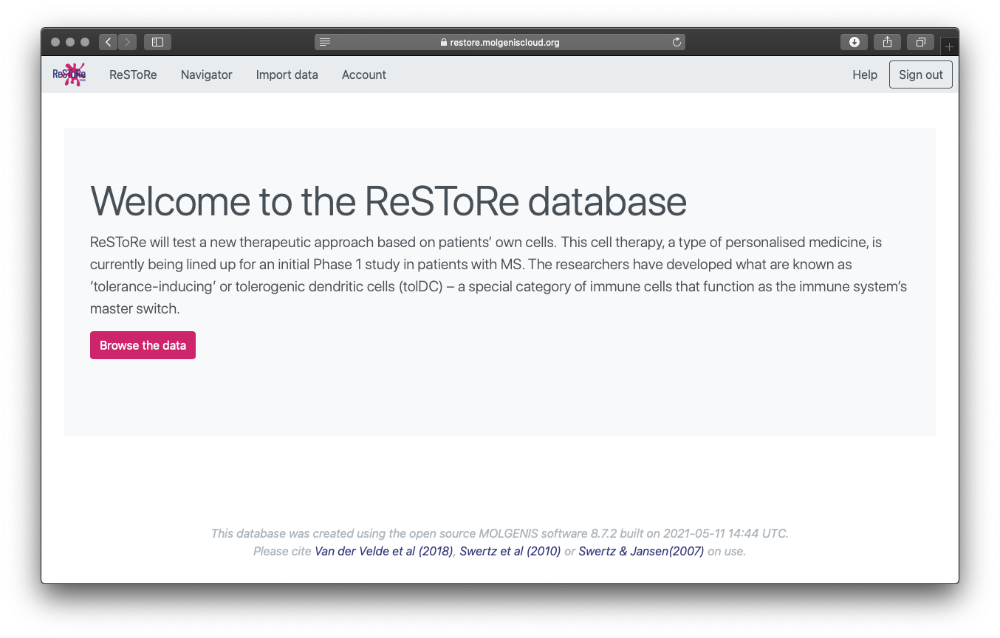 restore.molgeniscloud.org
ReSToRe ReSToRe Navigator Import data Account Help Sign out
Welcome to the ReSToRe database
ReSToRe will test a new therapeutic approach based on patients’ own cells. This cell therapy, a type of personalised medicine, is
currently being lined up for an initial Phase 1 study in patients with MS. The researchers have developed what are known as
‘tolerance-inducing’ or tolerogenic dendritic cells (tolDC) – a special category of immune cells that function as the immune system’s
master switch.
Browse the data
This database was created using the open source MOLGENIS software 8.7.2 built on 2021-05-11 14:44 UTC.
Please cite Van der Velde et al (2018), Swertz et al (2010) or Swertz & Jansen(2007) on use.